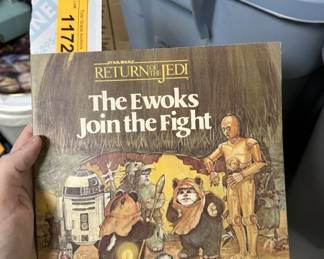 1172
STAR WARS
RETURN OF THE JEDI
The Ewoks
Join the Fight